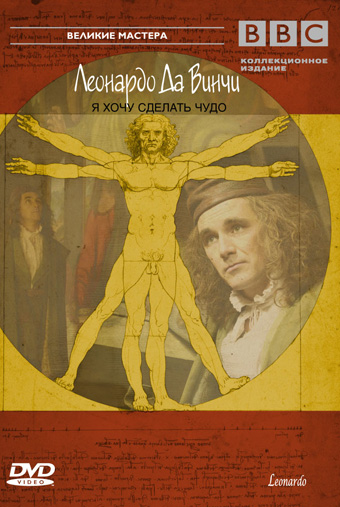 ВЕЛИКИЕ МАСТЕРА
BBC
КОЛЛЕКЦИОННОЕ
ИЗДАНИЕ
Леонардо Да Винчи
Я ХОЧУ СДЕЛАТЬ ЧУДО
DVD
VIDEO
Leonardo